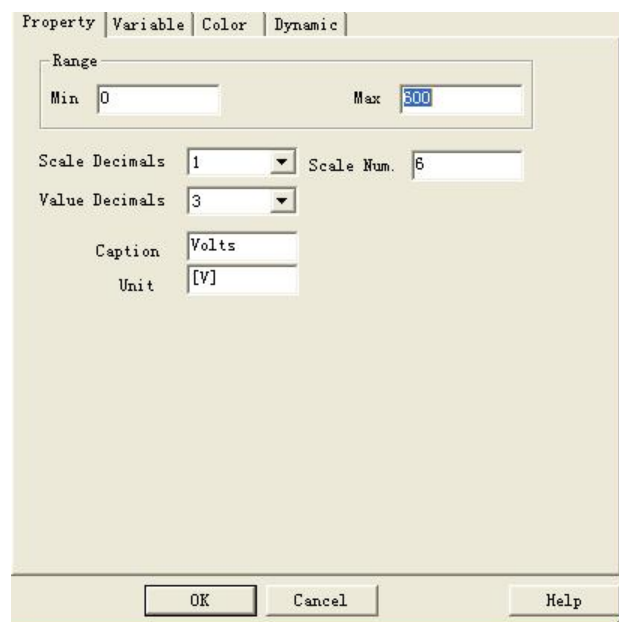 Property Variable Color Dynamic
Range
Min 0 Max 600
Scale Decimals 1 Scale Num. 6
Value Decimals 3
Caption Volts
Unit [V]
OK Cancel Help